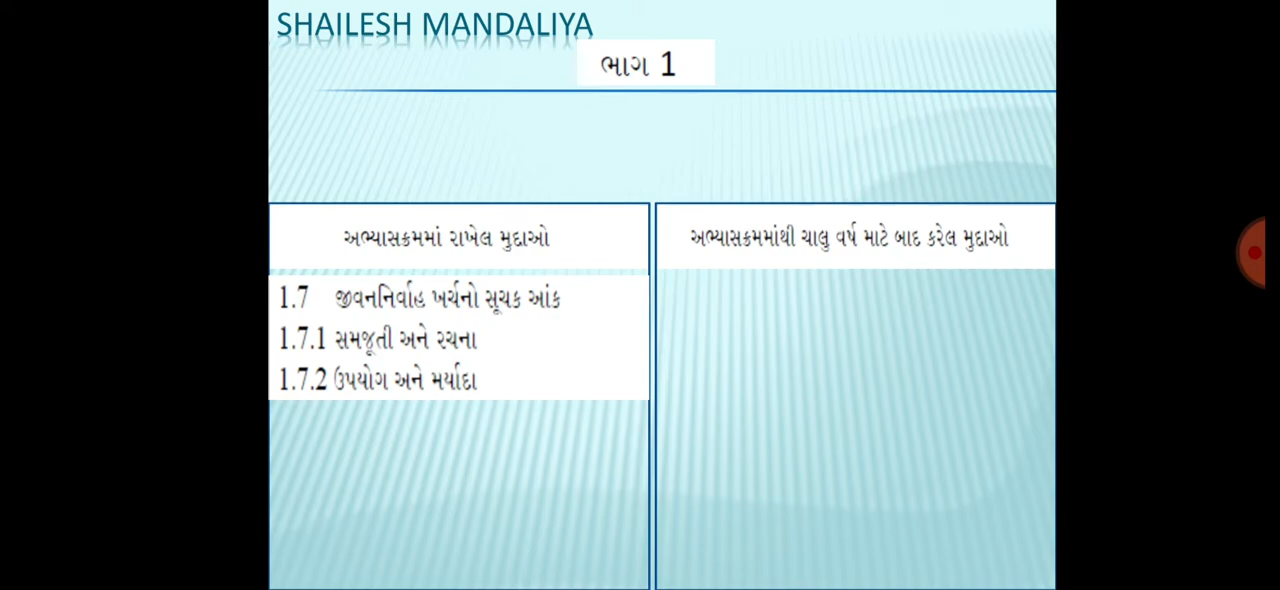 SHAILESH MANDALIYA
ભાગ 1
અભ્યાસક્રમમાં રાખેલ મુદાઓ
અભ્યાસક્રમમાંથી ચાલુ વર્ષ માટે બાદ કરેલ મુદાઓ
1.7 જીવનનિર્વાહ ખર્ચનો સૂચક આંક
1.7.1 સમજૂતી અને રચના
1.7.2 ઉપયોગ અને મર્યાદા